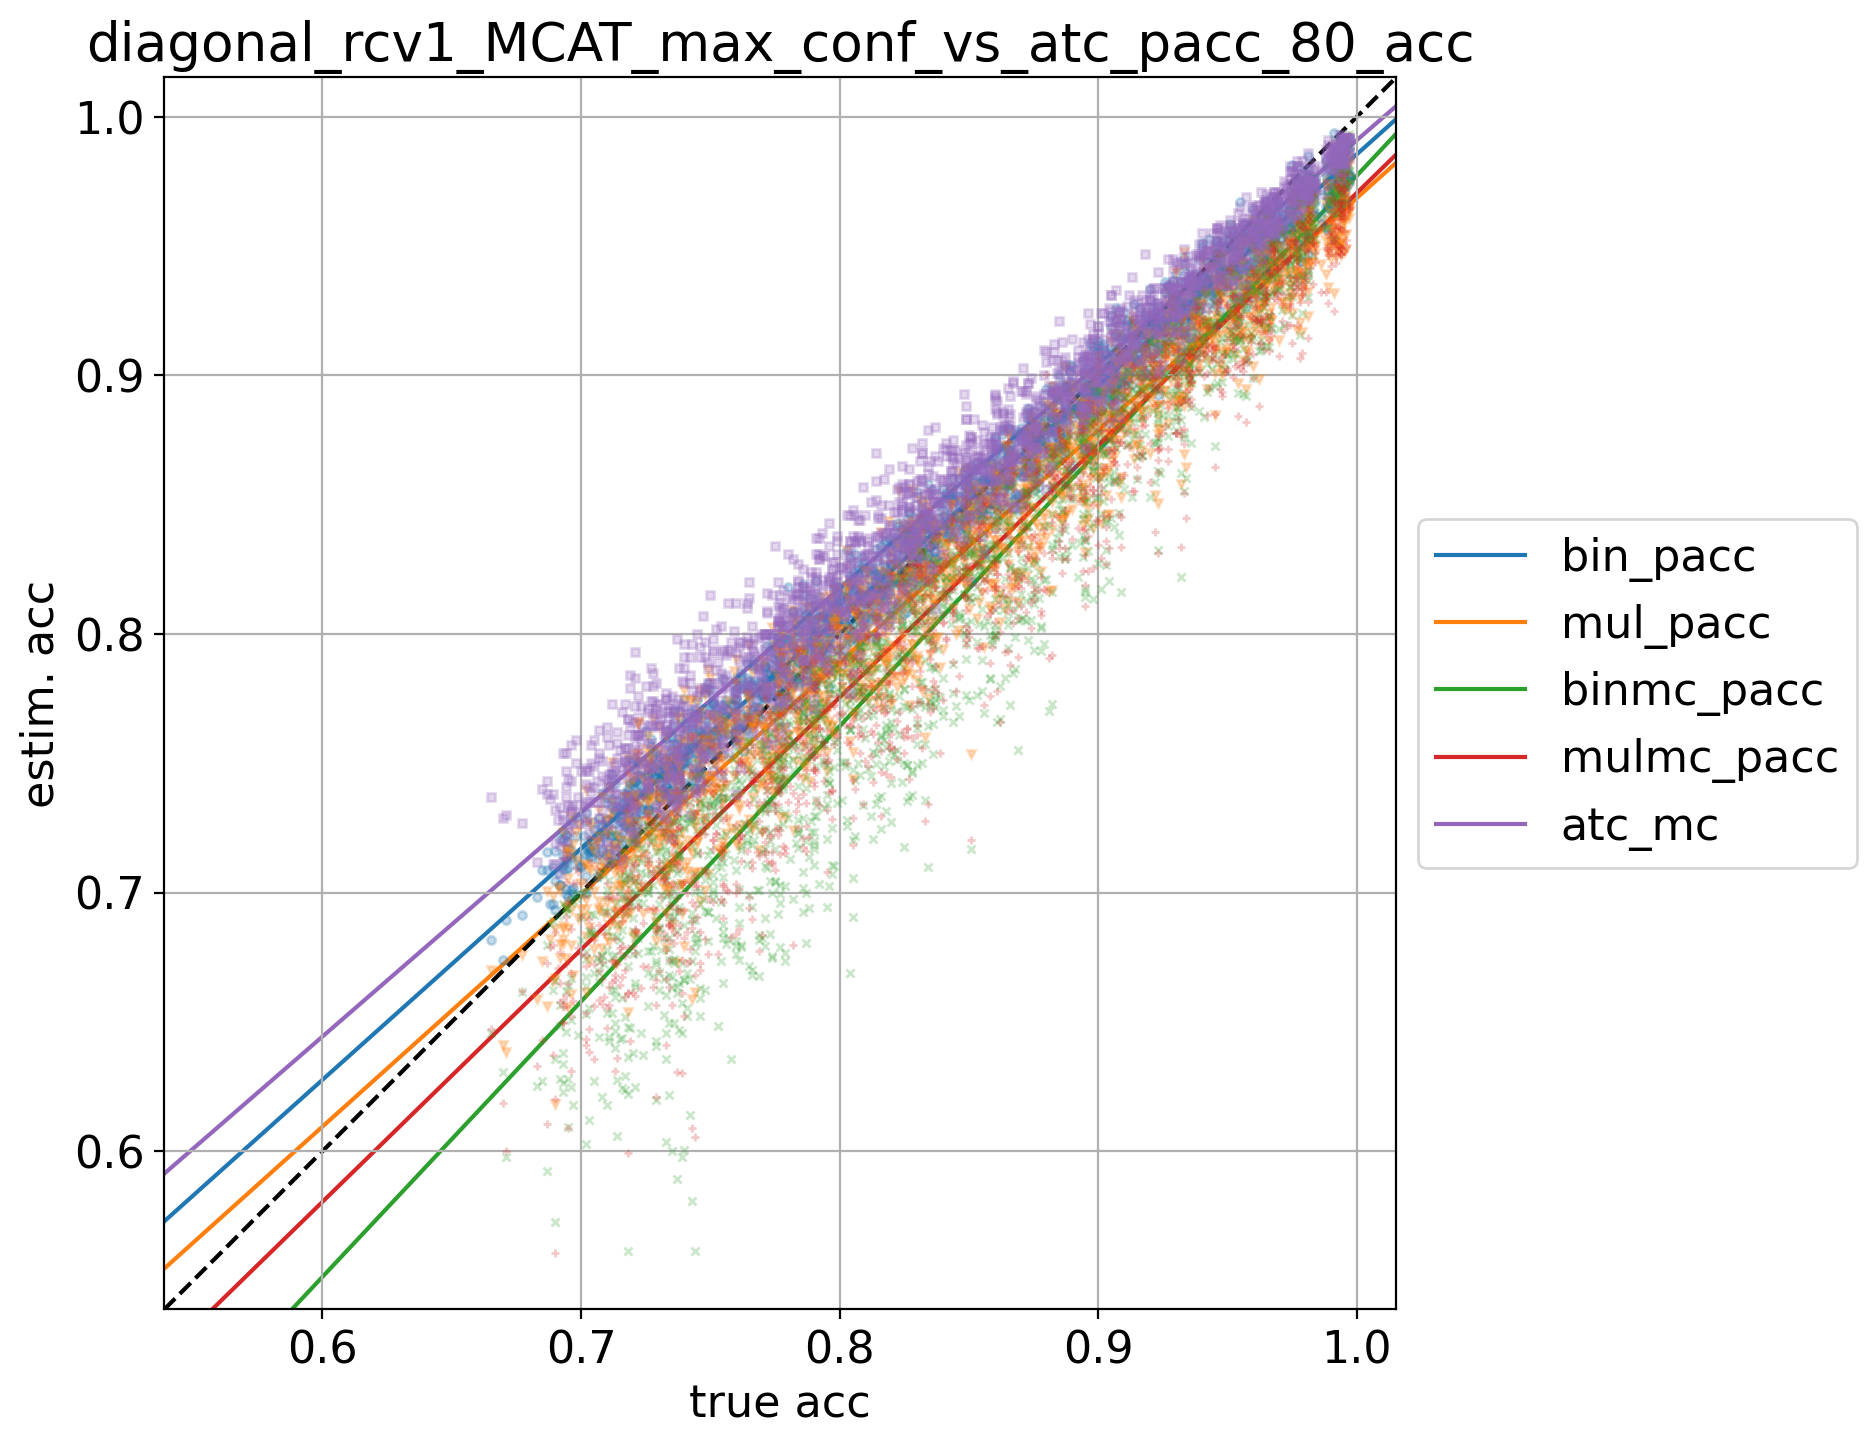 diagonal_rcv1_MCAT_max_conf_vs_atc_pacc_80_acc
1.0
0.9
0.8
0.7
0.6
estim. acc
0.6
0.7
0.8
0.9
1.0
true acc
bin_pacc
mul_pacc
binmc_pacc
mulmc_pacc
atc_mc